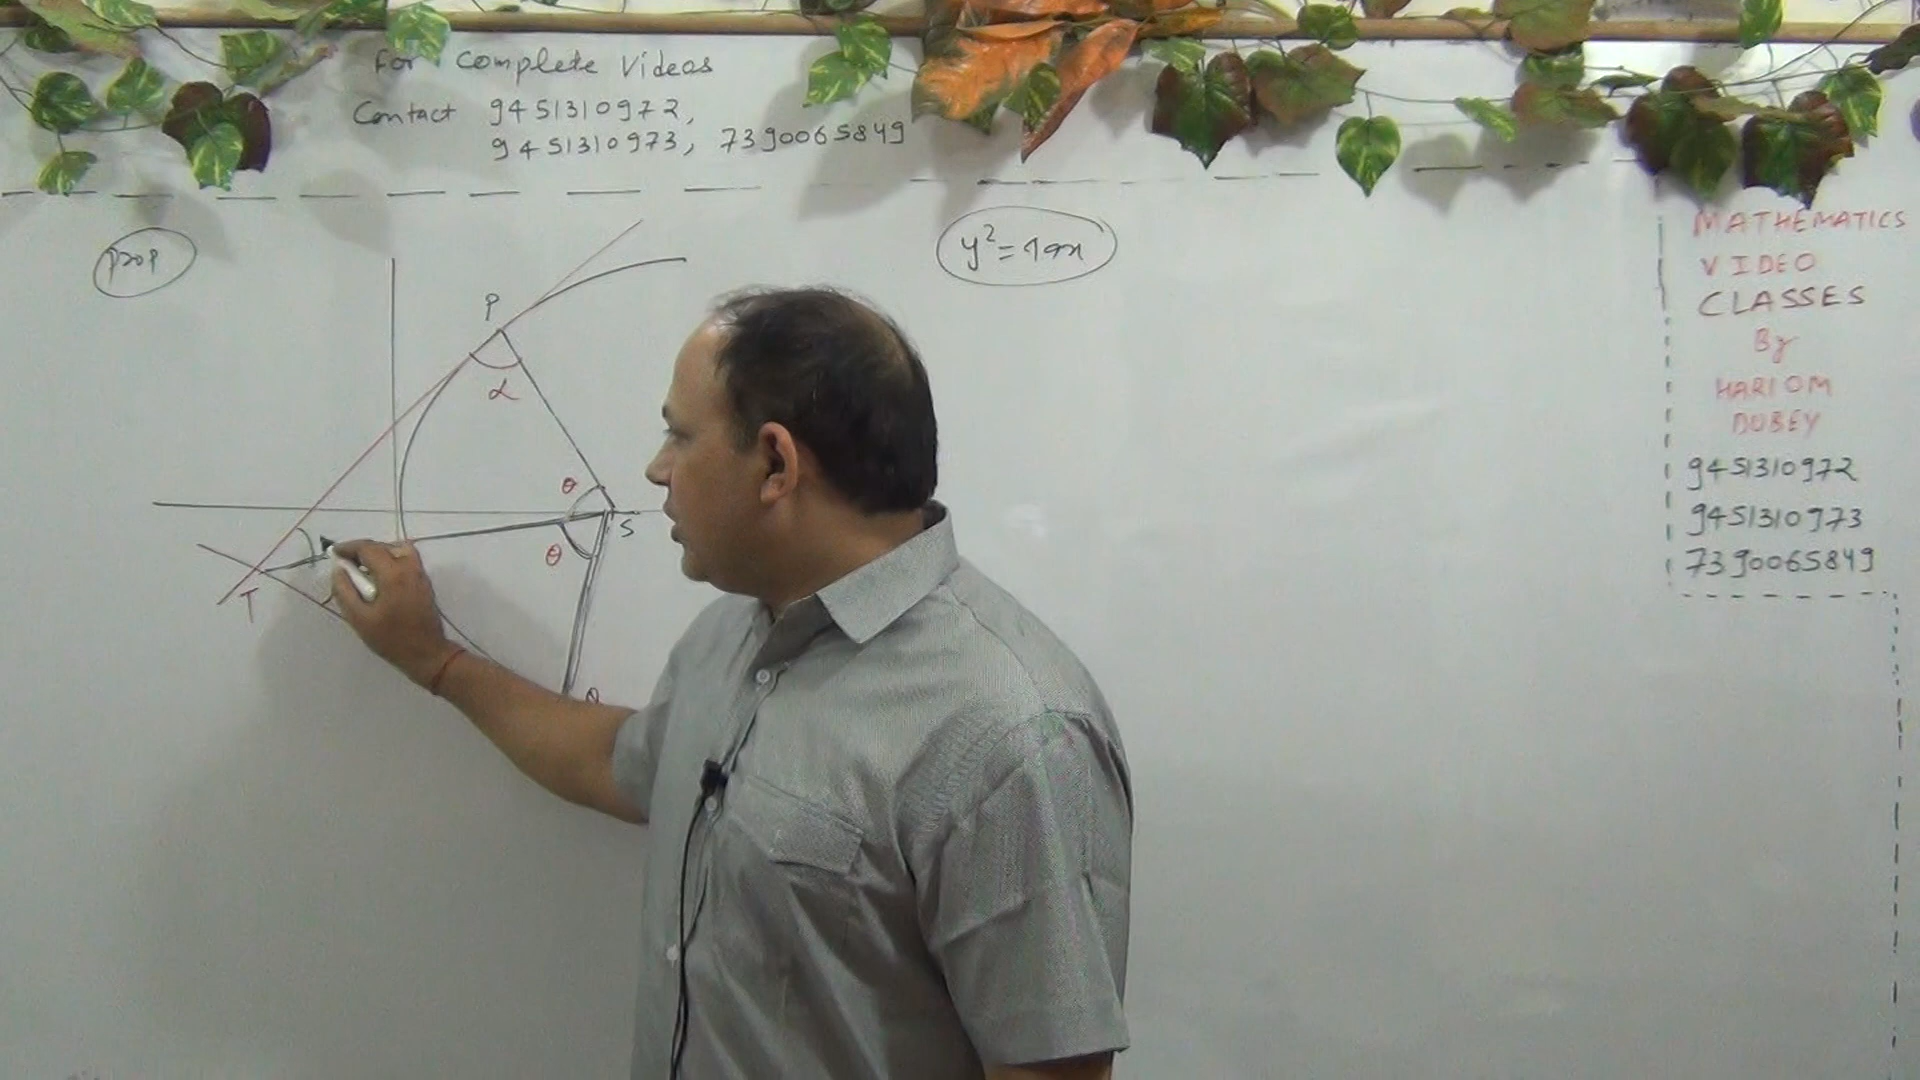 For Complete Videos
Contact 9451310972,
9451310973, 7390065849
Prop
y²=4ax
P
α
θ
S
θ
T
Q
MATHEMATICS
VIDEO
CLASSES
By
HARIOM
DUBEY
9451310972
9451310973
7390065849